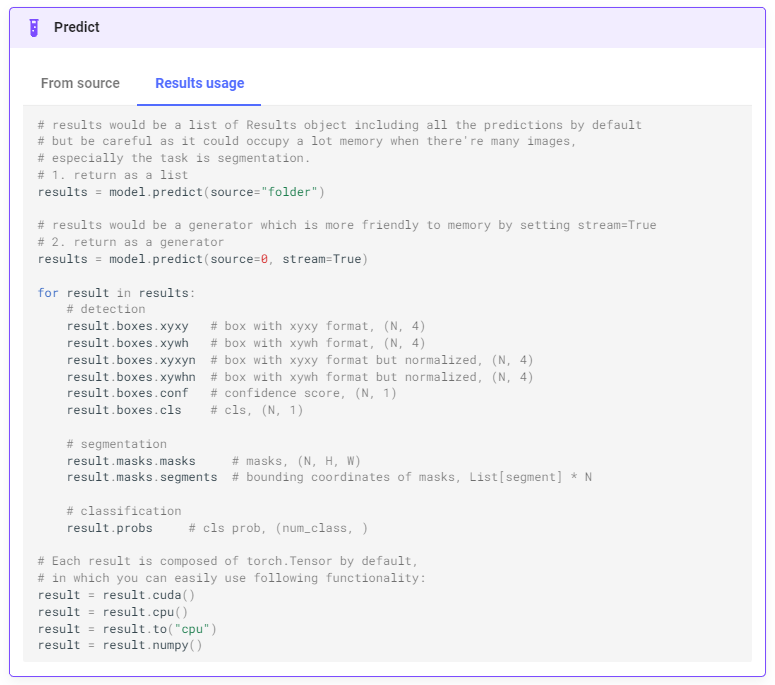 Predict
From source
Results usage
# results would be a list of Results object including all the predictions by default
# but be careful as it could occupy a lot memory when there're many images,
# especially the task is segmentation.
# 1. return as a list
results = model.predict(source="folder")
# results would be a generator which is more friendly to memory by setting stream=True
# 2. return as a generator
results = model.predict(source=0, stream=True)
for result in results:
    # detection
    result.boxes.xyxy   # box with xyxy format, (N, 4)
    result.boxes.xywh   # box with xywh format, (N, 4)
    result.boxes.xyxyn  # box with xyxy format but normalized, (N, 4)
    result.boxes.xywhn  # box with xywh format but normalized, (N, 4)
    result.boxes.conf   # confidence score, (N, 1)
    result.boxes.cls    # cls, (N, 1)
    # segmentation
    result.masks.masks     # masks, (N, H, W)
    result.masks.segments  # bounding coordinates of masks, List[segment] * N
    # classification
    result.probs     # cls prob, (num_class, )
# Each result is composed of torch.Tensor by default,
# in which you can easily use following functionality:
result = result.cuda()
result = result.cpu()
result = result.to("cpu")
result = result.numpy()